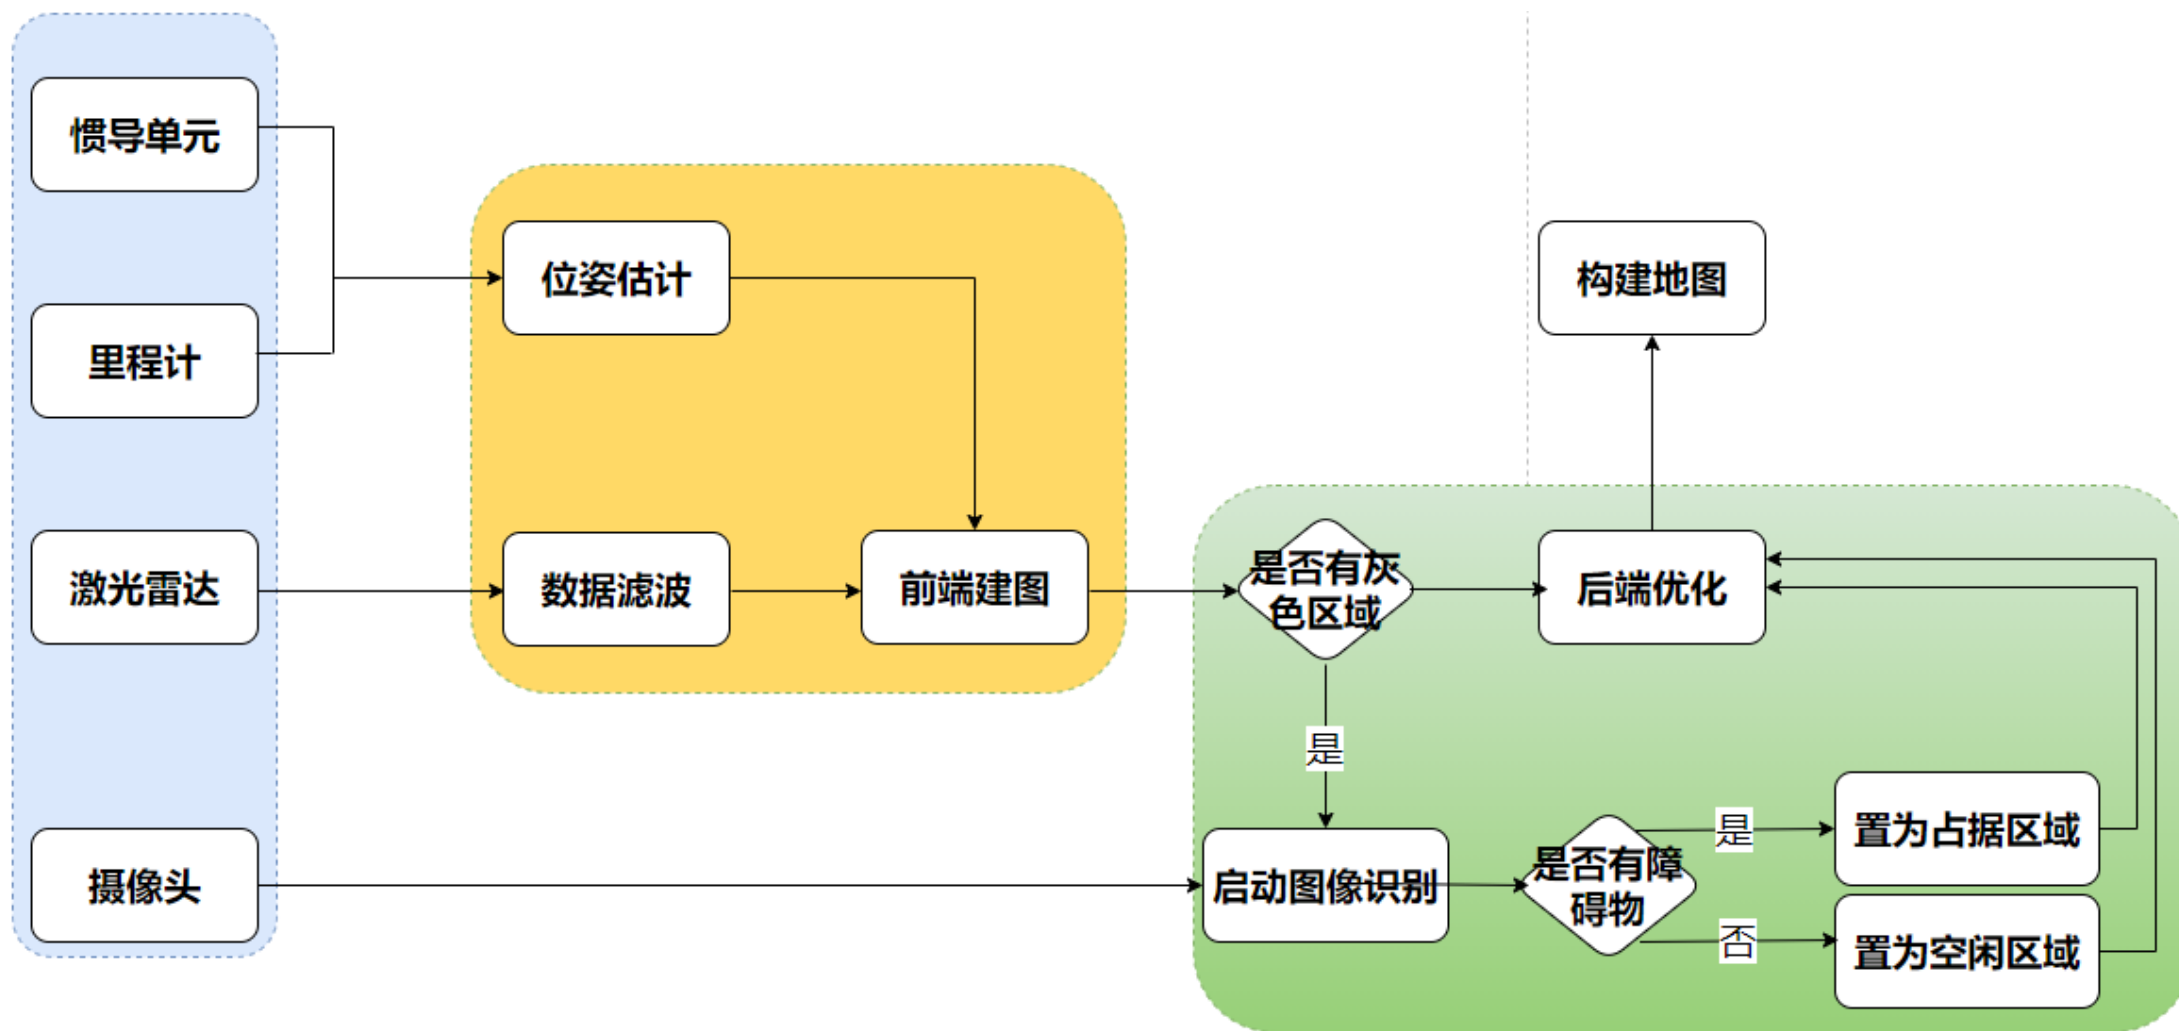 惯导单元
里程计
激光雷达
摄像头
位姿估计
数据滤波
前端建图
是否有灰
色区域
是
启动图像识别
是否有障
碍物
是
否
置为占据区域
置为空闲区域
后端优化
构建地图